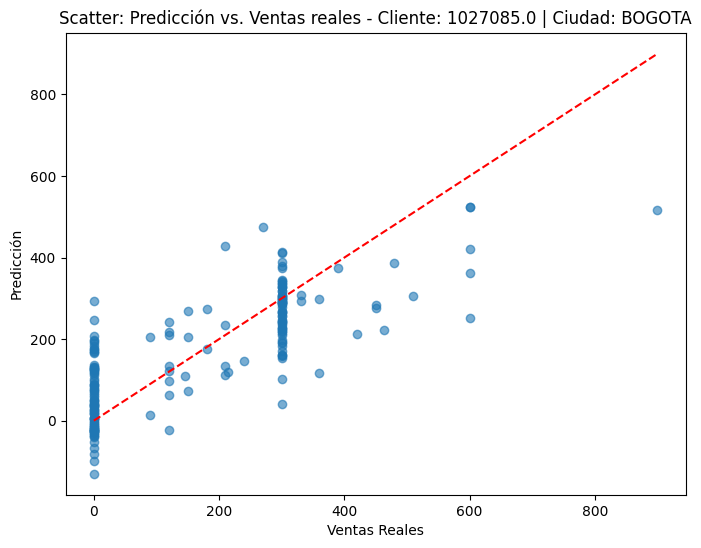 Scatter: Predicción vs. Ventas reales - Cliente: 1027085.0 | Ciudad: BOGOTA
Predicción
800
600
400
200
0
0 200 400 600 800
Ventas Reales